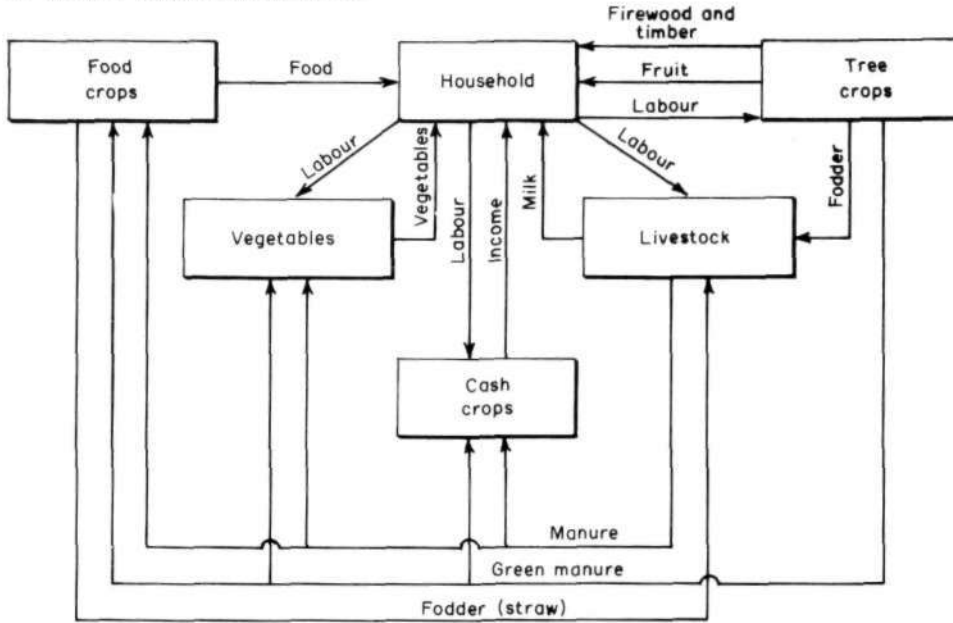 Firewood and
timber
Food
crops
Food
Household
Fruit
Tree
crops
Labour
Labour
Vegetables
Labour
Income
Milk
Labour
Fodder
Vegetables
Livestock
Cash
crops
Manure
Green manure
Fodder (straw)